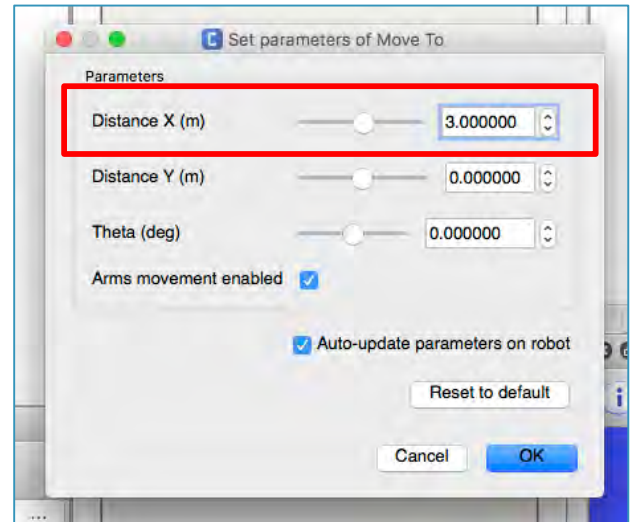 Set parameters of Move To
Parameters
Distance X (m) 3.000000
Distance Y (m) 0.000000
Theta (deg) 0.000000
Arms movement enabled
Auto-update parameters on robot
Reset to default
i
Cancel OK
....